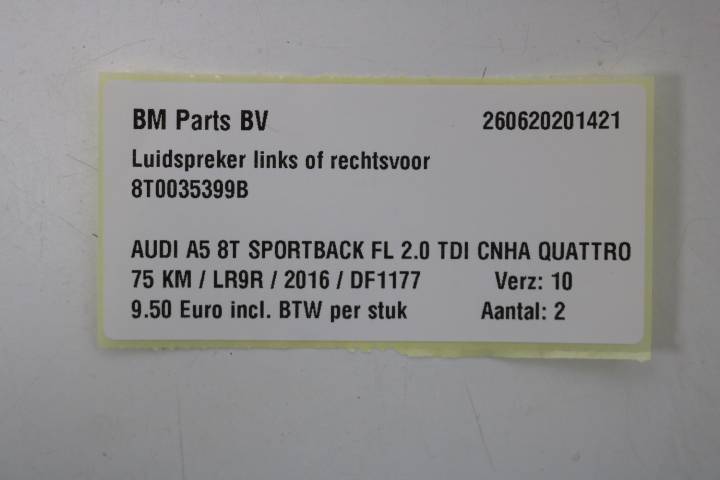 BM Parts BV 260620201421
Luidspreker links of rechtsvoor
8T0035399B
AUDI A5 8T SPORTBACK FL 2.0 TDI CNHA QUATTRO
75 KM / LR9R / 2016 / DF1177 Verz: 10
9.50 Euro incl. BTW per stuk Aantal: 2